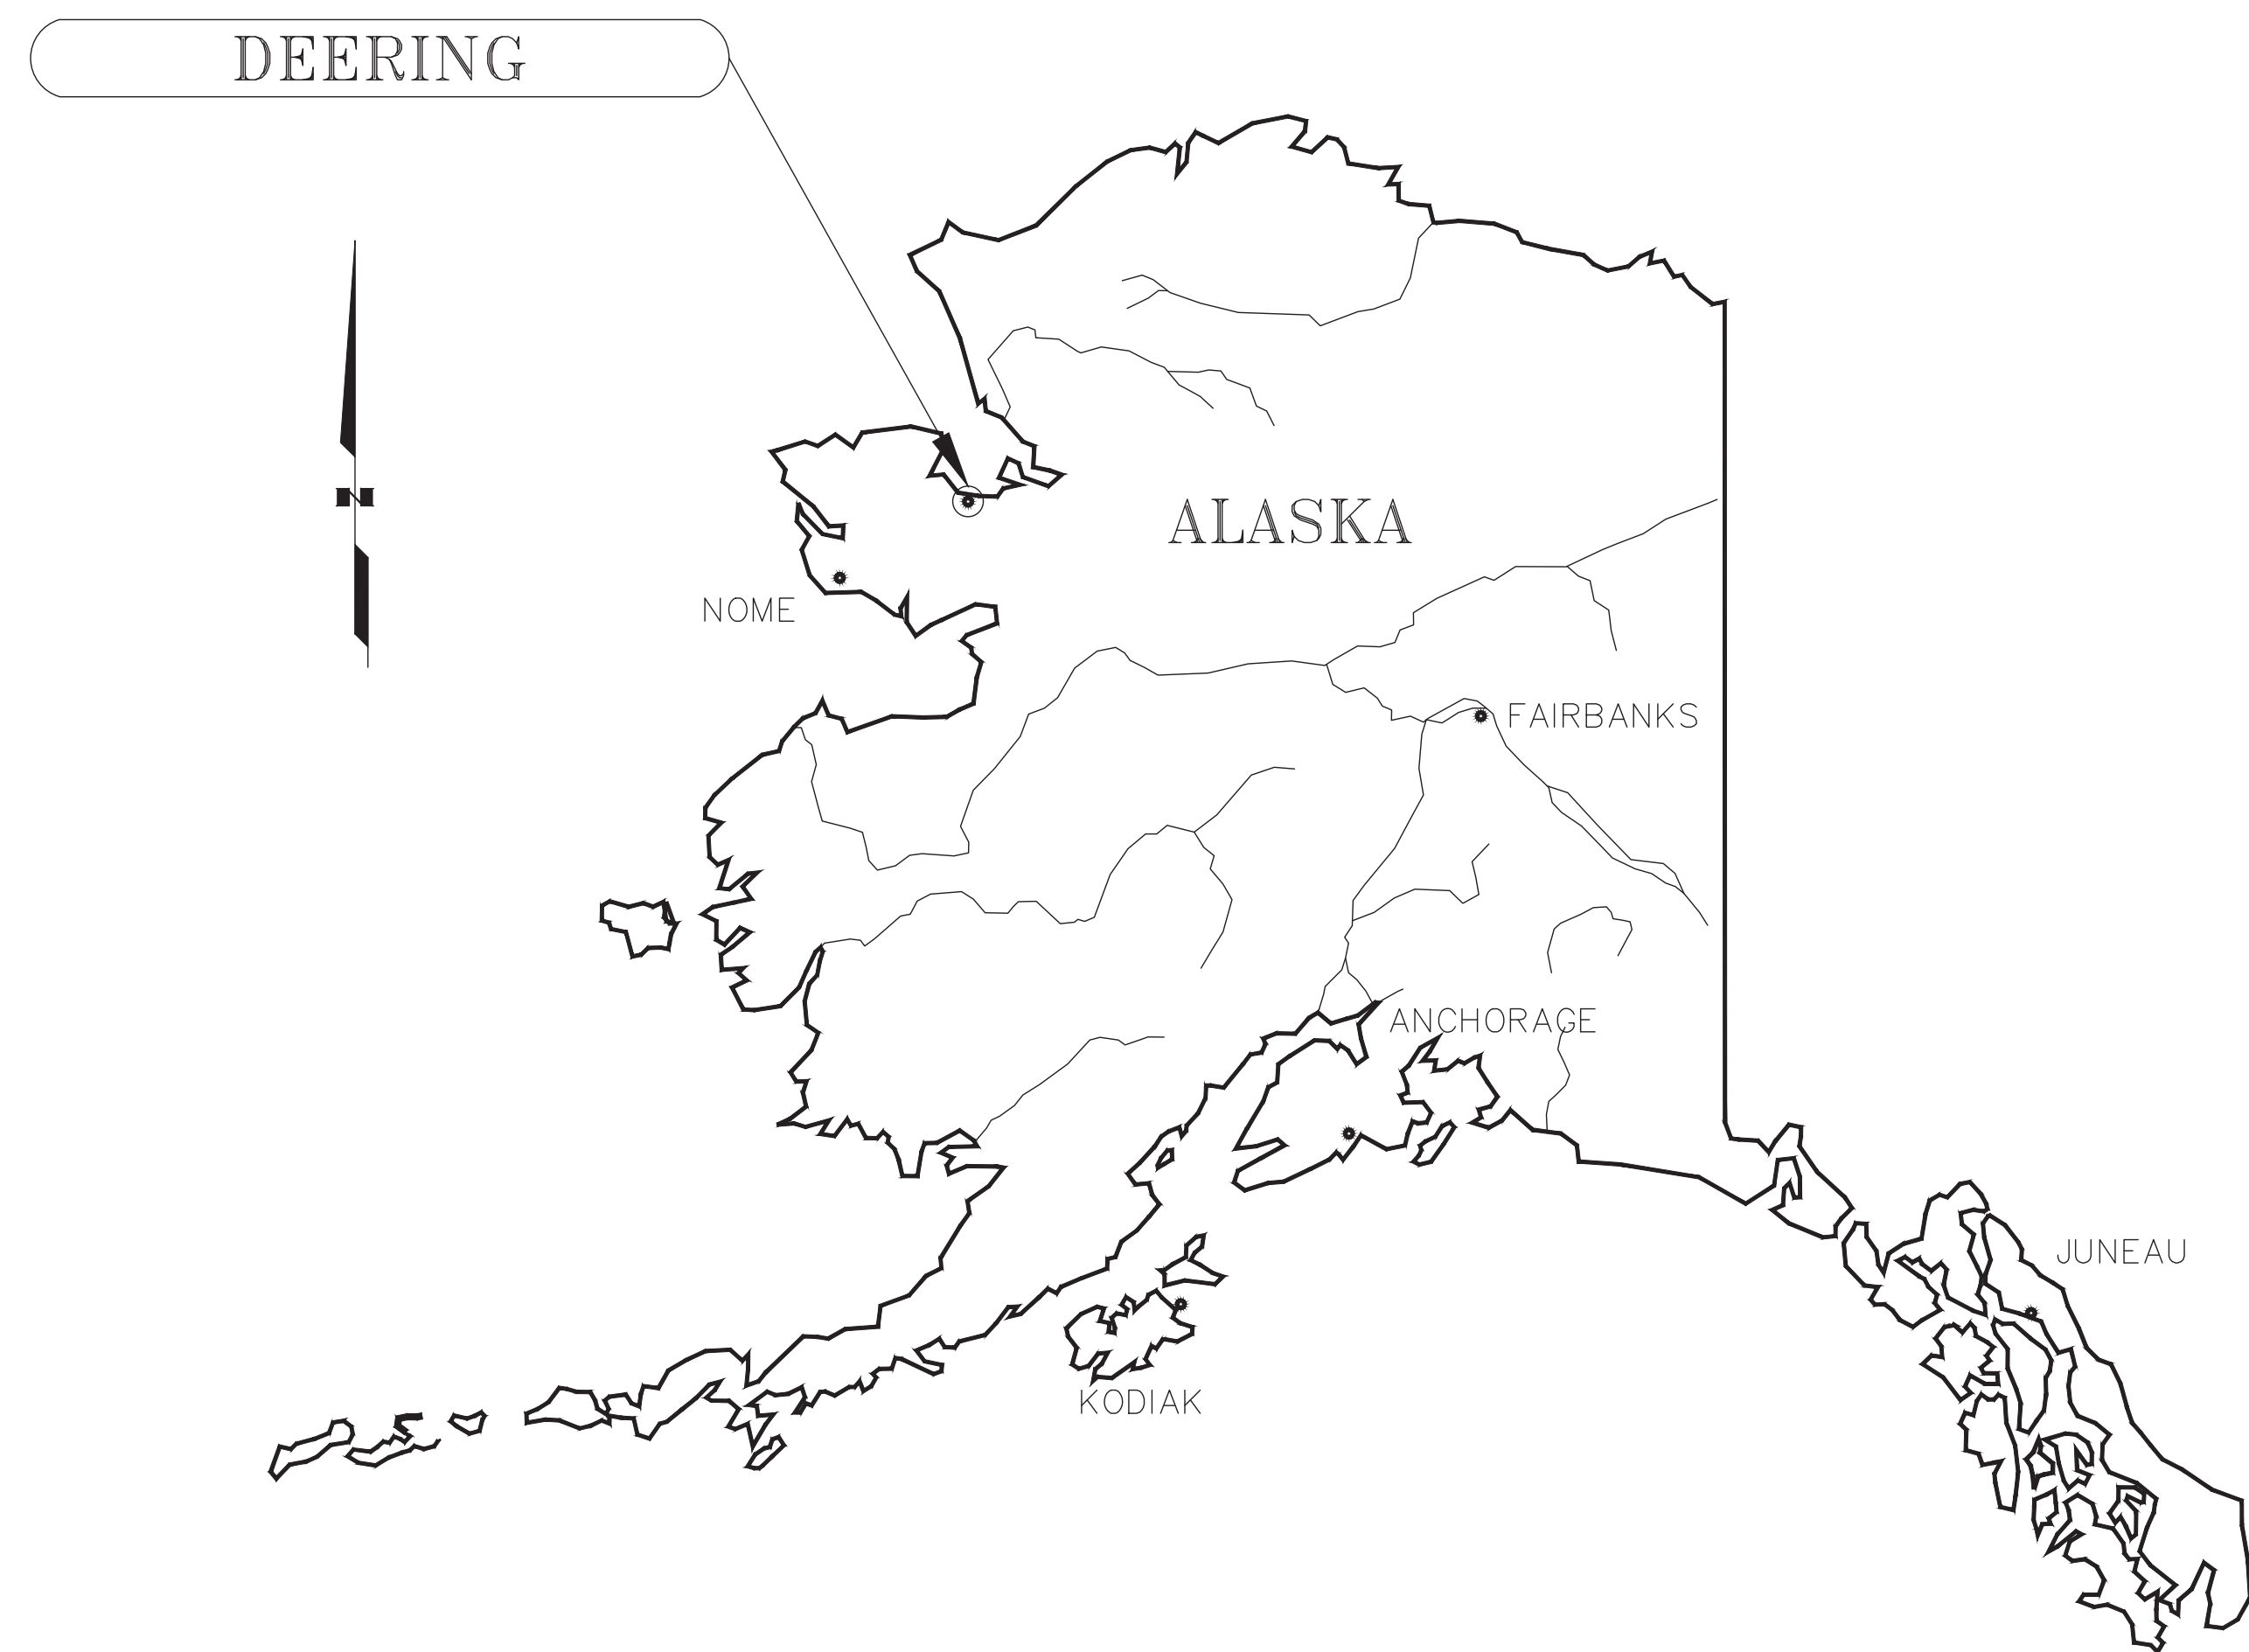 DEERING
ALASKA
N
NOME
FAIRBANKS
ANCHORAGE
JUNEAU
KODIAK